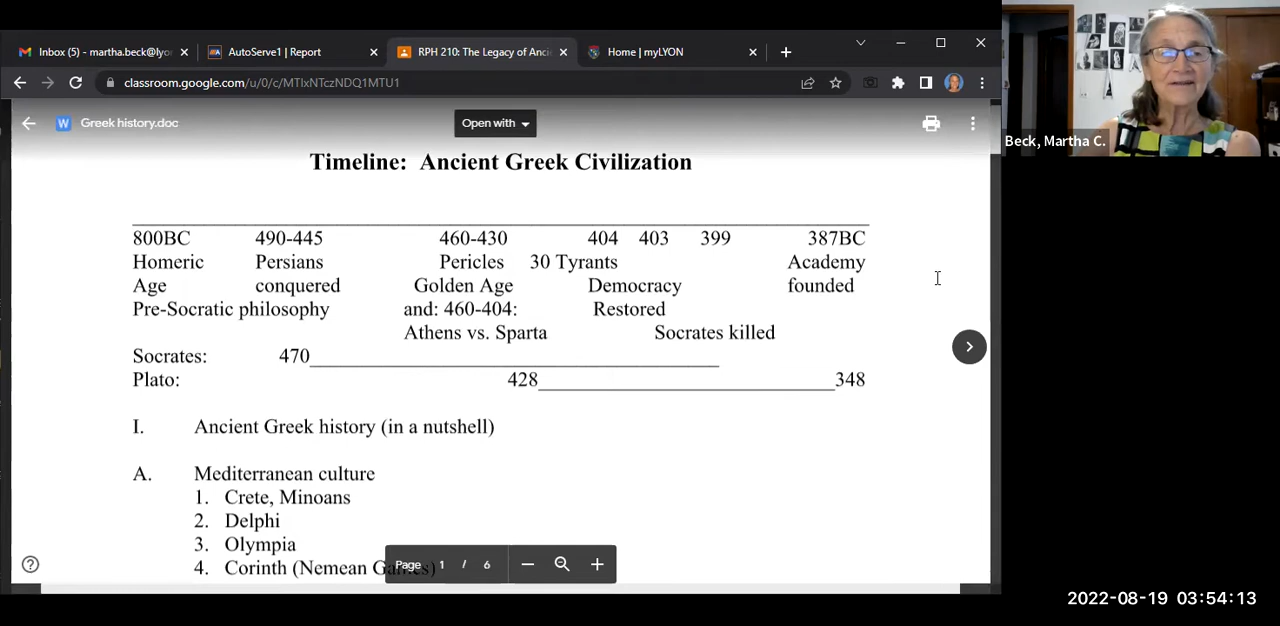 Inbox (5) - martha.beck@lyo
AutoServe1 | Report
RPH 210: The Legacy of Anci
Home | myLYON
classroom.google.com/u/0/c/MTIxNTczNDQ1MTU1
W Greek history.doc
Open with
Beck, Martha C.
Timeline: Ancient Greek Civilization
800BC 490-445 460-430 404 403 399 387BC
Homeric Persians Pericles 30 Tyrants Academy
Age conquered Golden Age Democracy founded
Pre-Socratic philosophy and: 460-404: Restored
Athens vs. Sparta Socrates killed
Socrates: 470
Plato: 428 348
I. Ancient Greek history (in a nutshell)
A. Mediterranean culture
1. Crete, Minoans
2. Delphi
3. Olympia
4. Corinth (Nemean Games)
Page 1 / 6
2022-08-19 03:54:13